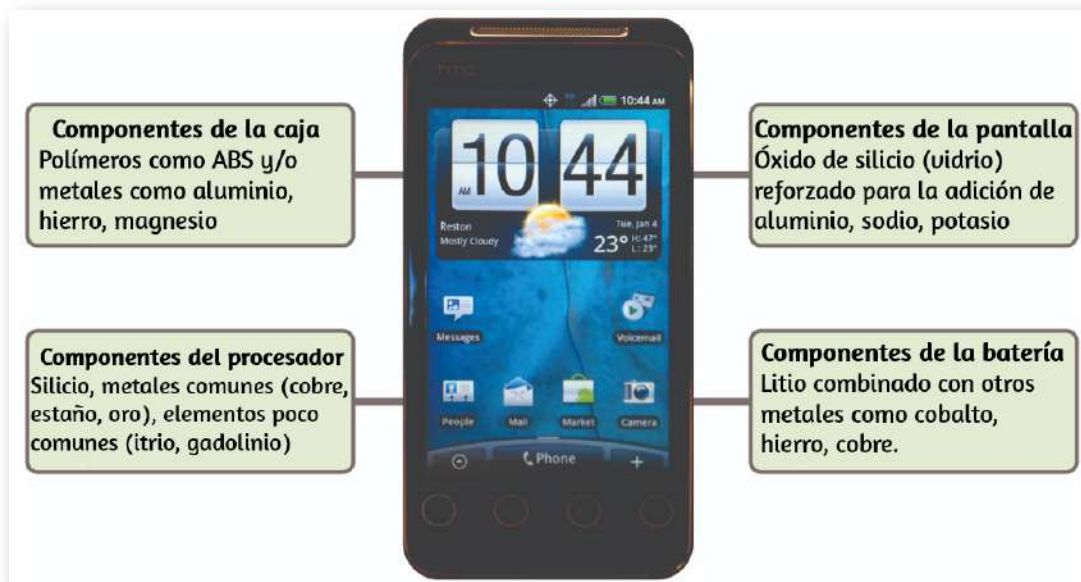 HTC
10:44 AM
10 44
AM
Reston
Mostly Cloudy
Tue, Jan 4
23° H: 47°
L: 23°
Messages
Voicemail
People
Mail
Market
Camera
Phone
Componentes de la caja
Polímeros como ABS y/o
metales como aluminio,
hierro, magnesio
Componentes de la pantalla
Óxido de silicio (vidrio)
reforzado para la adición de
aluminio, sodio, potasio
Componentes del procesador
Silicio, metales comunes (cobre,
estaño, oro), elementos poco
comunes (itrio, gadolinio)
Componentes de la batería
Litio combinado con otros
metales como cobalto,
hierro, cobre.